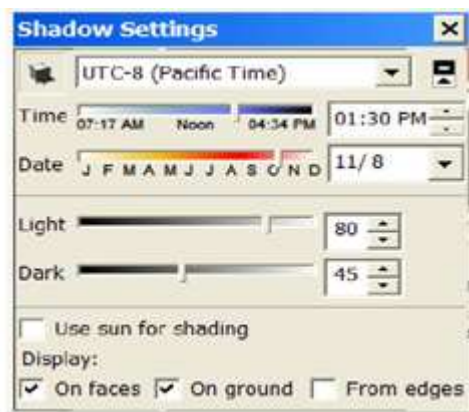 Shadow Settings
UTC-8 (Pacific Time)
Time 07:17 AM Noon 04:34 PM 01:30 PM
Date J F M A M J J A S O N D 11/ 8
Light 80
Dark 45
Use sun for shading
Display:
On faces On ground From edges